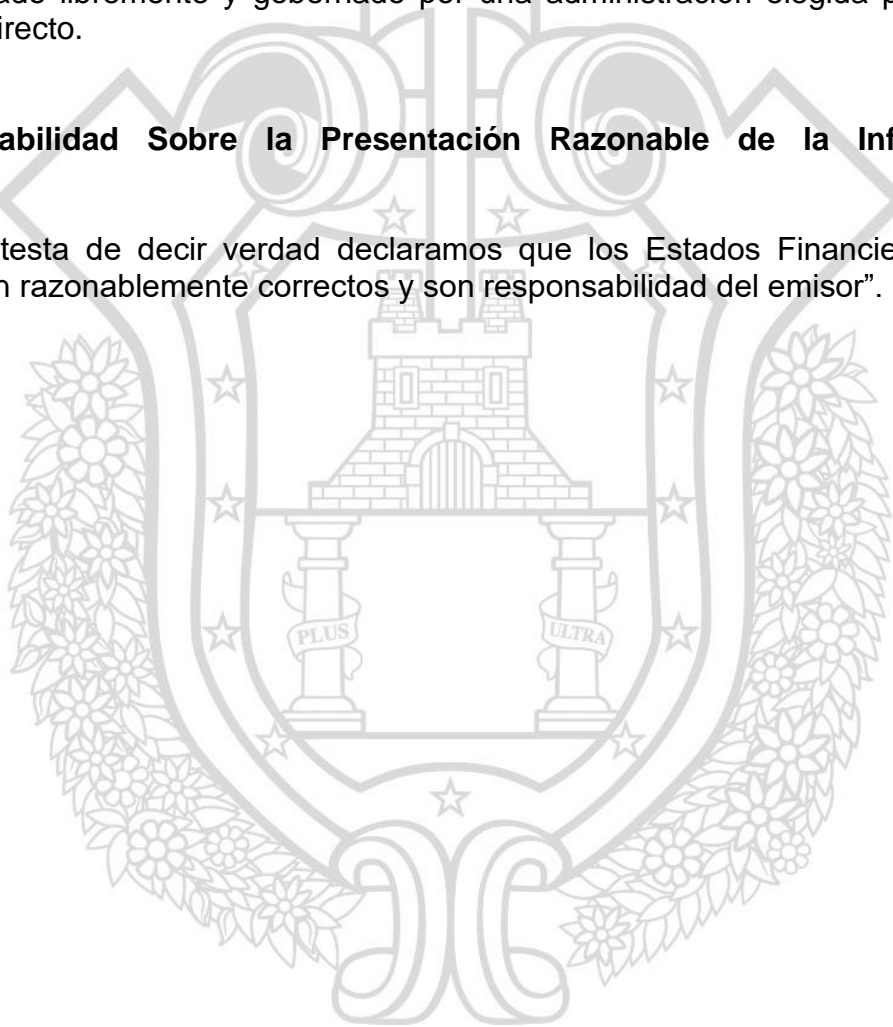 ado libremente y gobernado por una administración elegida p
irecto.
abilidad Sobre la Presentación Razonable de la Inf
testa de decir verdad declaramos que los Estados Financie
n razonablemente correctos y son responsabilidad del emisor”.
PLUS ULTRA